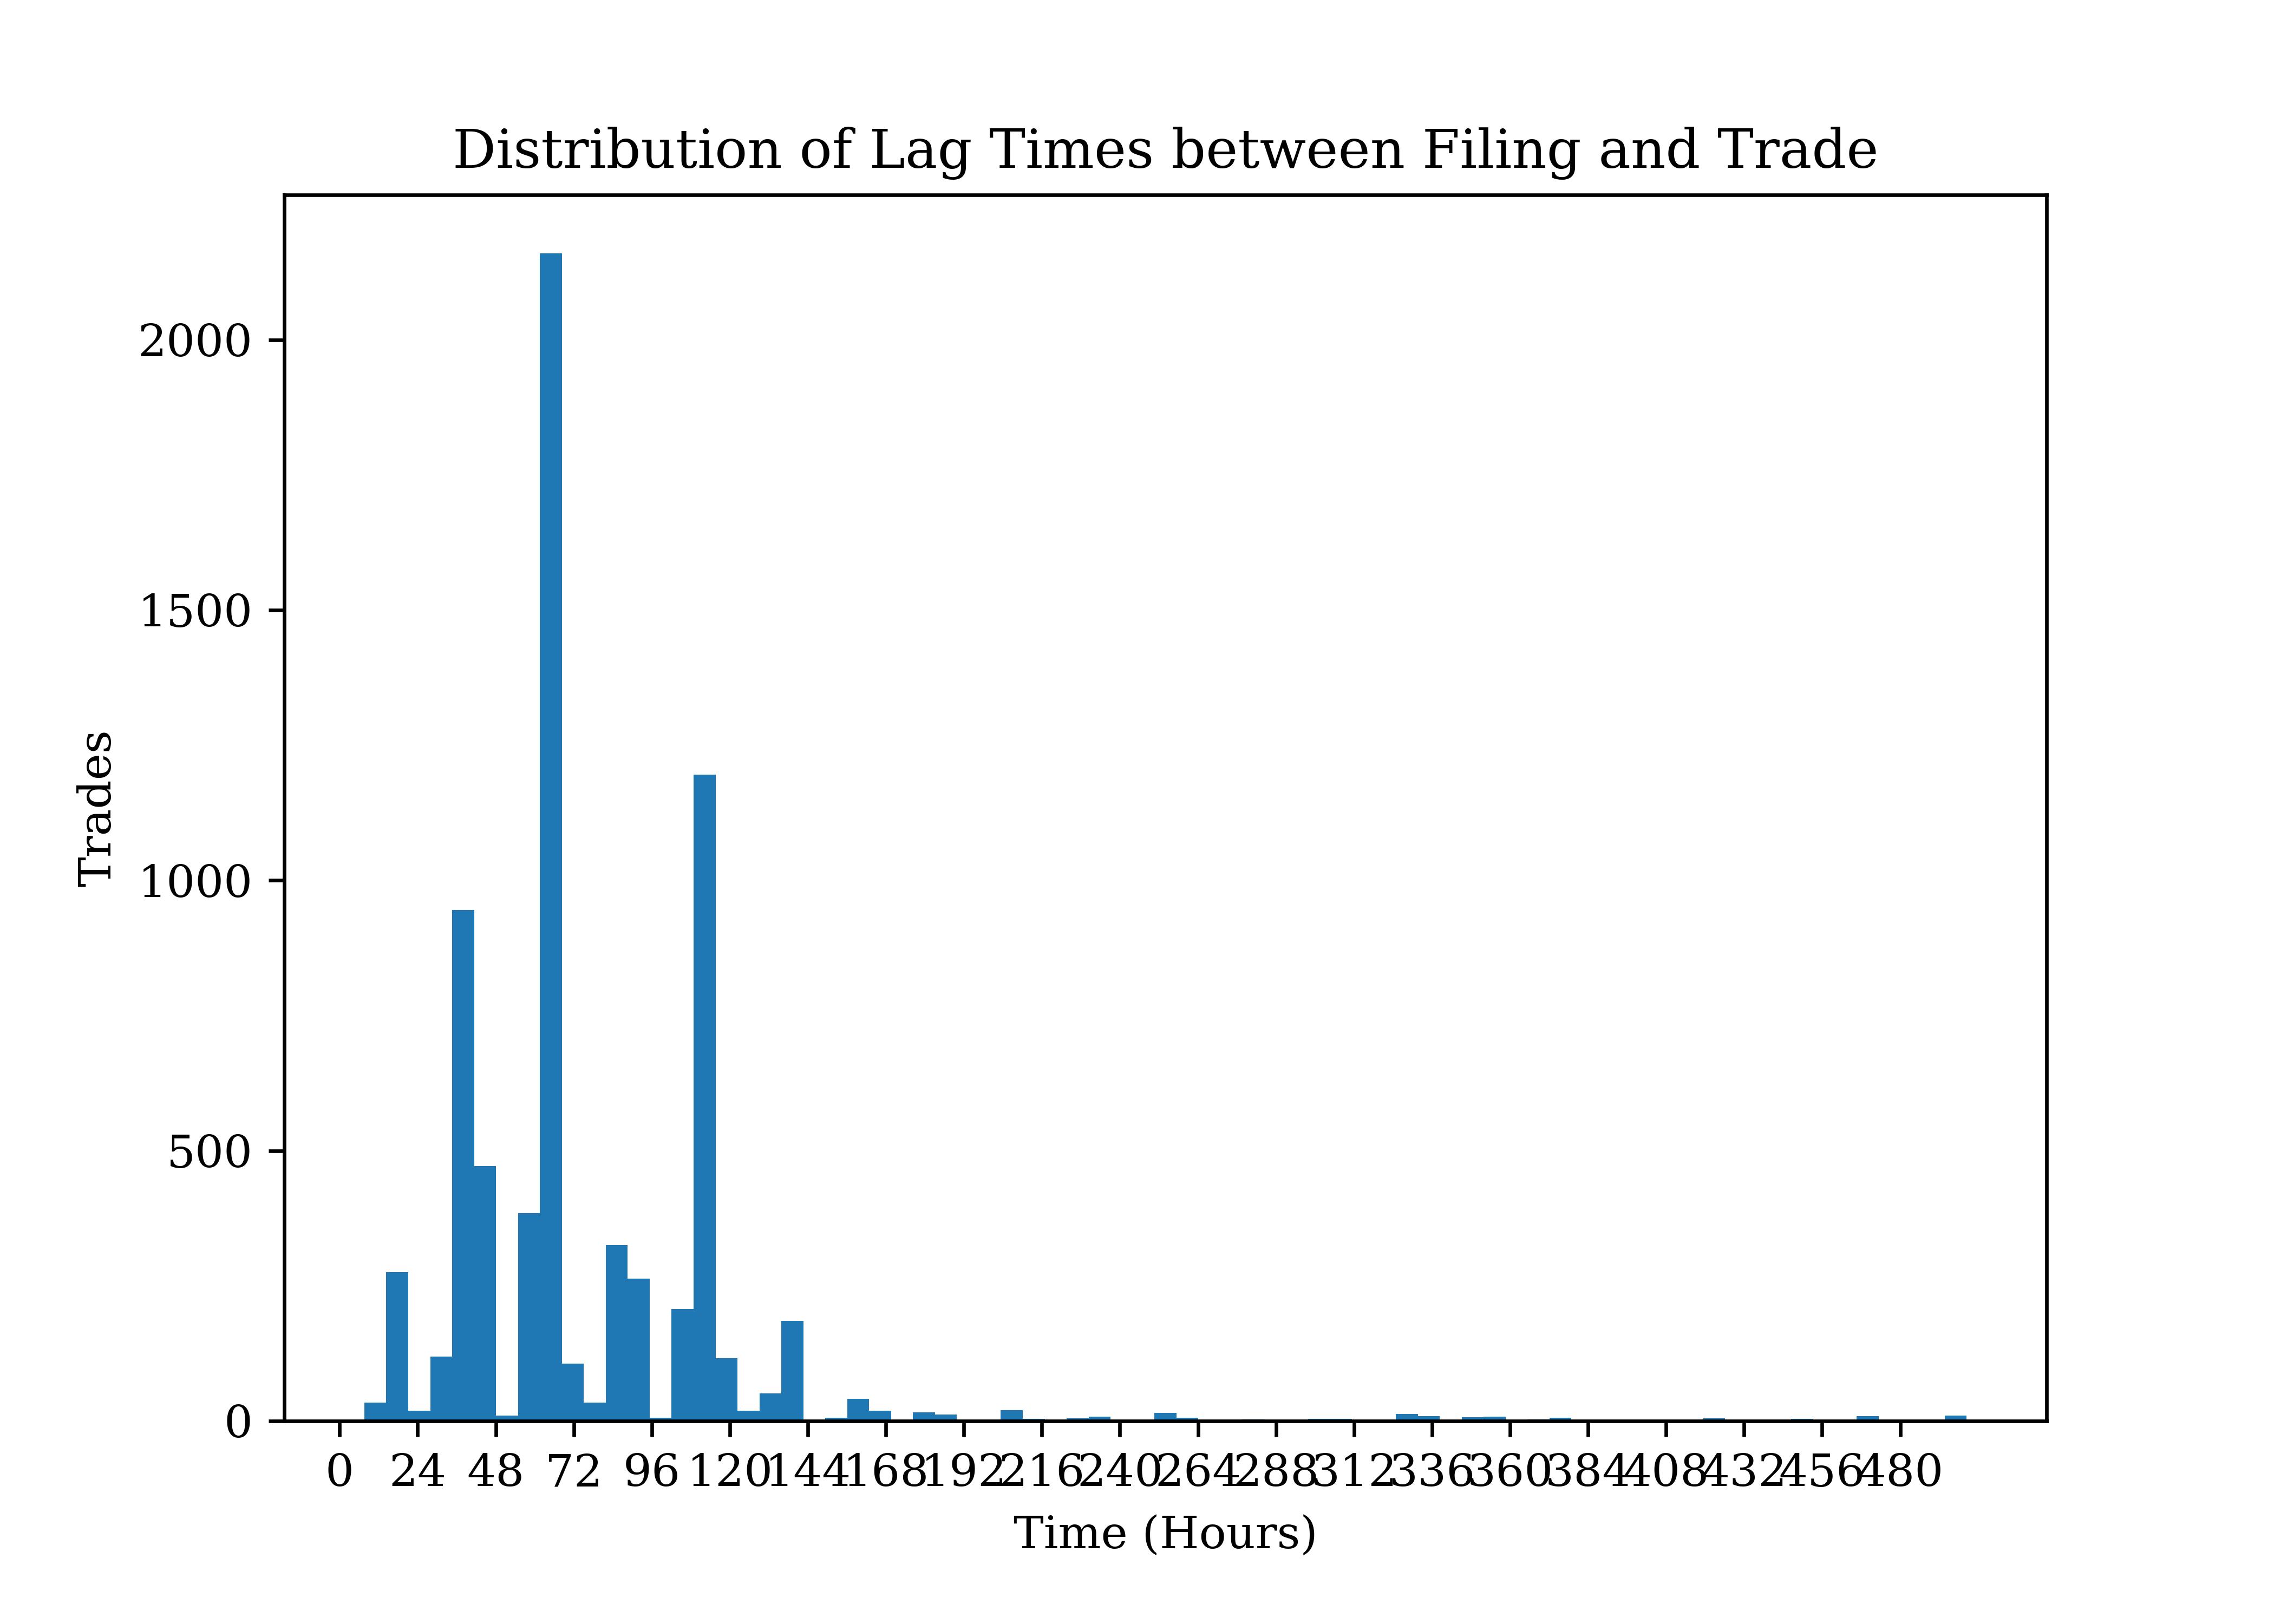 Distribution of Lag Times between Filing and Trade
2000
1500
1000
500
0
Trades
0 24 48 72 96 120 144 168 192 216 240 264 288 312 336 360 384 408 432 456 480
Time (Hours)